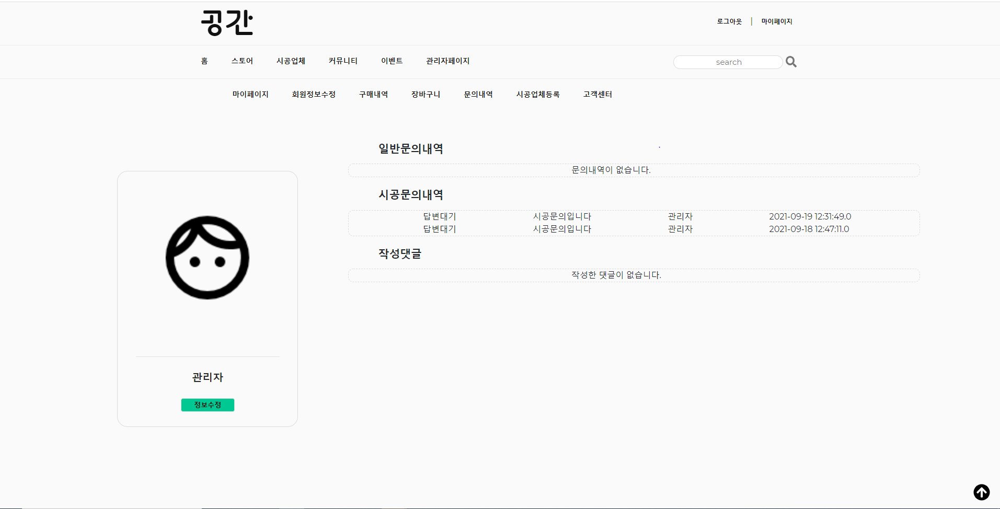 공간
로그아웃 | 마이페이지
홈 스토어 시공업체 커뮤니티 이벤트 관리자페이지 search
마이페이지 회원정보수정 구매내역 장바구니 문의내역 시공업체등록 고객센터
일반문의내역 .
문의내역이 없습니다.
시공문의내역
답변대기 시공문의입니다 관리자 2021-09-19 12:31:49.0
답변대기 시공문의입니다 관리자 2021-09-18 12:47:11.0
작성댓글
작성한 댓글이 없습니다.
관리자
정보수정